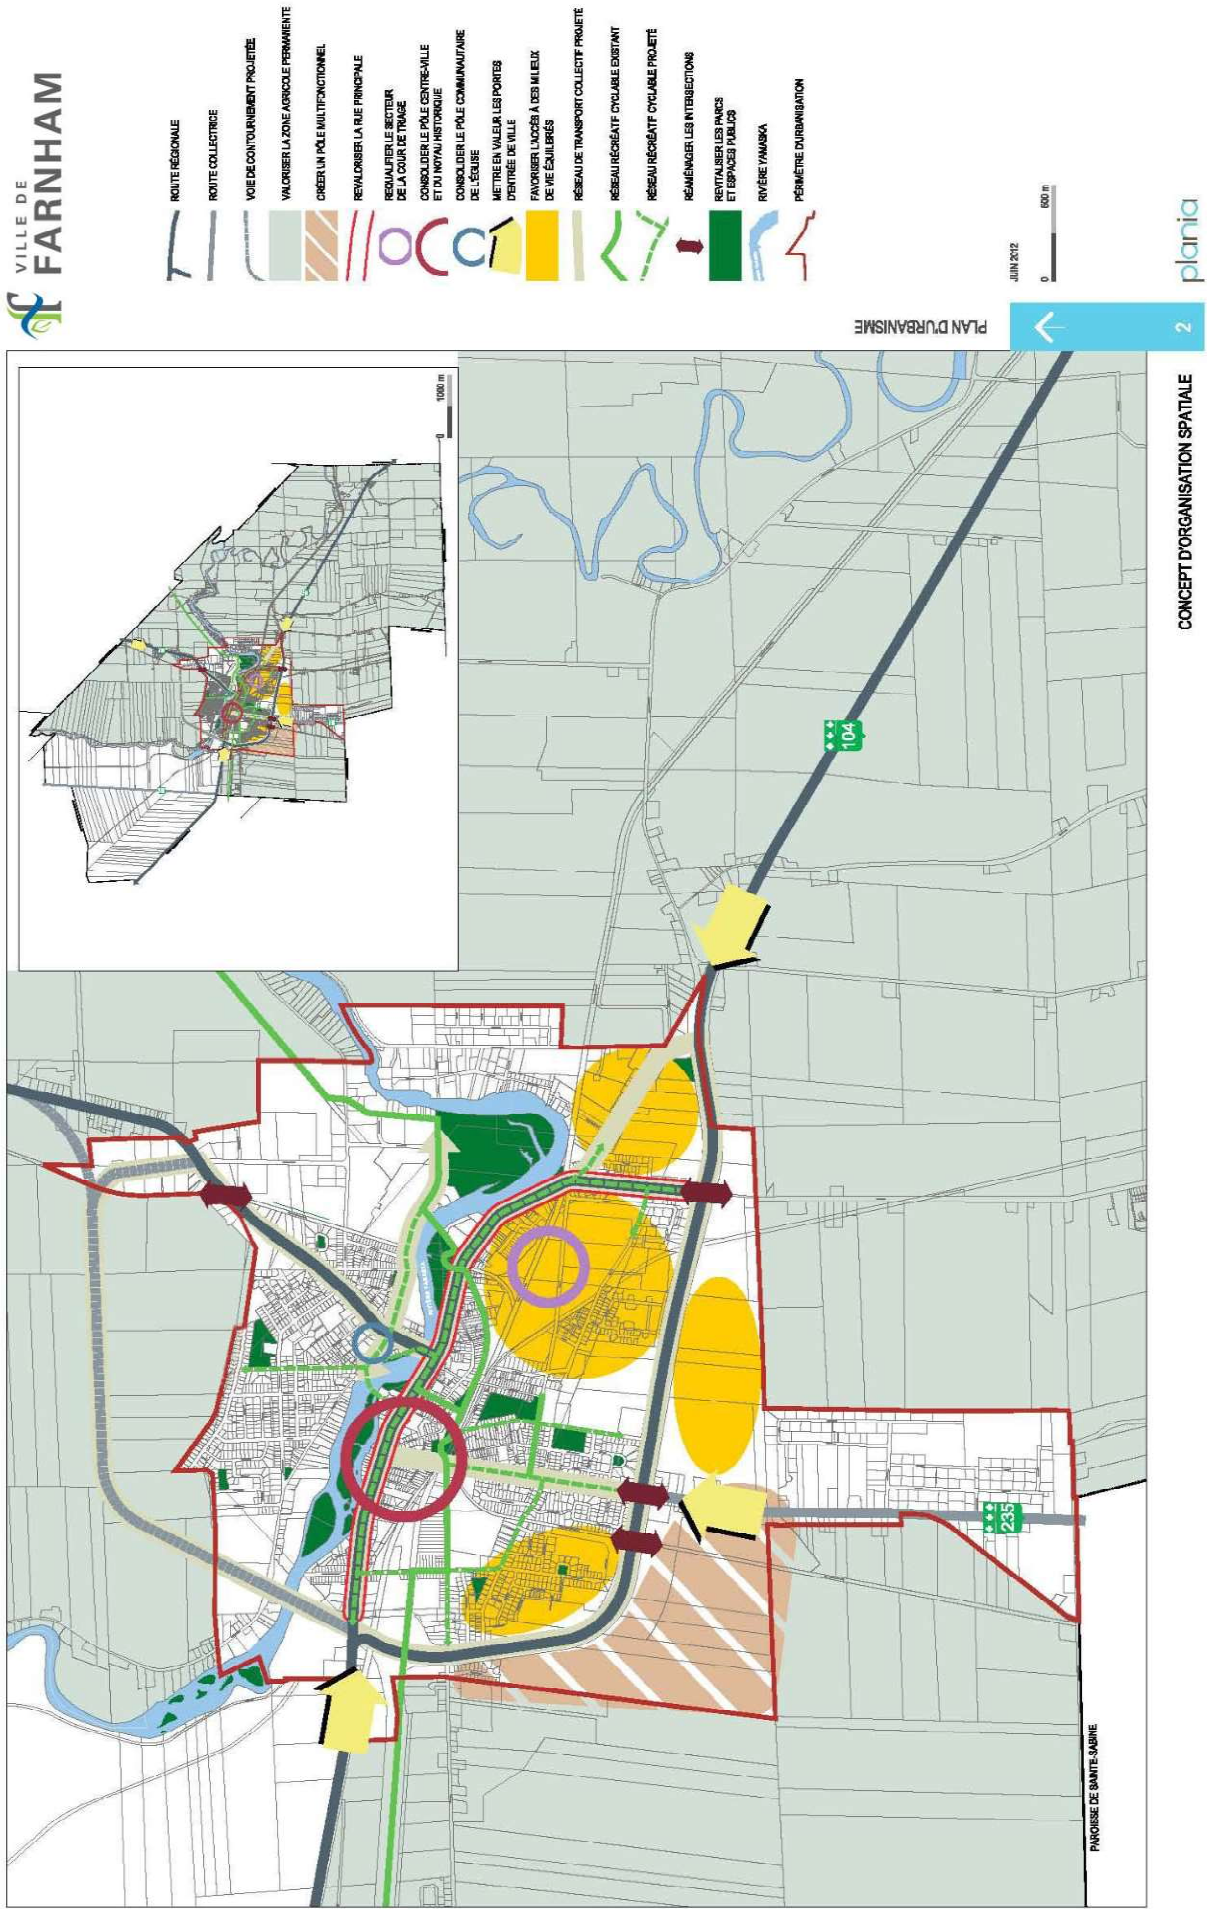 VILLE DE
FARNHAM
ROUTE RÉGIONALE
ROUTE COLLECTRICE
VOIE DE CONTOURNEMENT PROJETÉE
VALORISER LA ZONE AGRICOLE PERMANENTE
CRÉER UN PÔLE MULTIFONCTIONNEL
REVALORISER LA RUE PRINCIPALE
REQUALIFIER LE SECTEUR
DE LA COUR DE TRIAGE
CONSOLIDER LE PÔLE CENTRE-VILLE
ET DU NOYAU HISTORIQUE
CONSOLIDER LE PÔLE COMMUNAUTAIRE
DE L'ÉGLISE
METTRE EN VALEUR LES PORTES
D'ENTRÉE DE VILLE
FAVORISER L'ACCÈS À DES MILIEUX
DE VIE ÉQUILIBRÉS
RÉSEAU DE TRANSPORT COLLECTIF PROJETÉ
RÉSEAU RÉCRÉATIF CYCLABLE EXISTANT
RÉSEAU RÉCRÉATIF CYCLABLE PROJETÉ
RÉAMÉNAGER LES INTERSECTIONS
REVITALISER LES PARCS
ET ESPACES PUBLICS
RIVIÈRE YAMASKA
PÉRIMÈTRE D'URBANISATION
JUIN 2012
0 600 m
PLAN D'URBANISME
2
plania
CONCEPT D'ORGANISATION SPATIALE
0 1000 m
104
235
PAROISSE DE SAINTE-SABINE